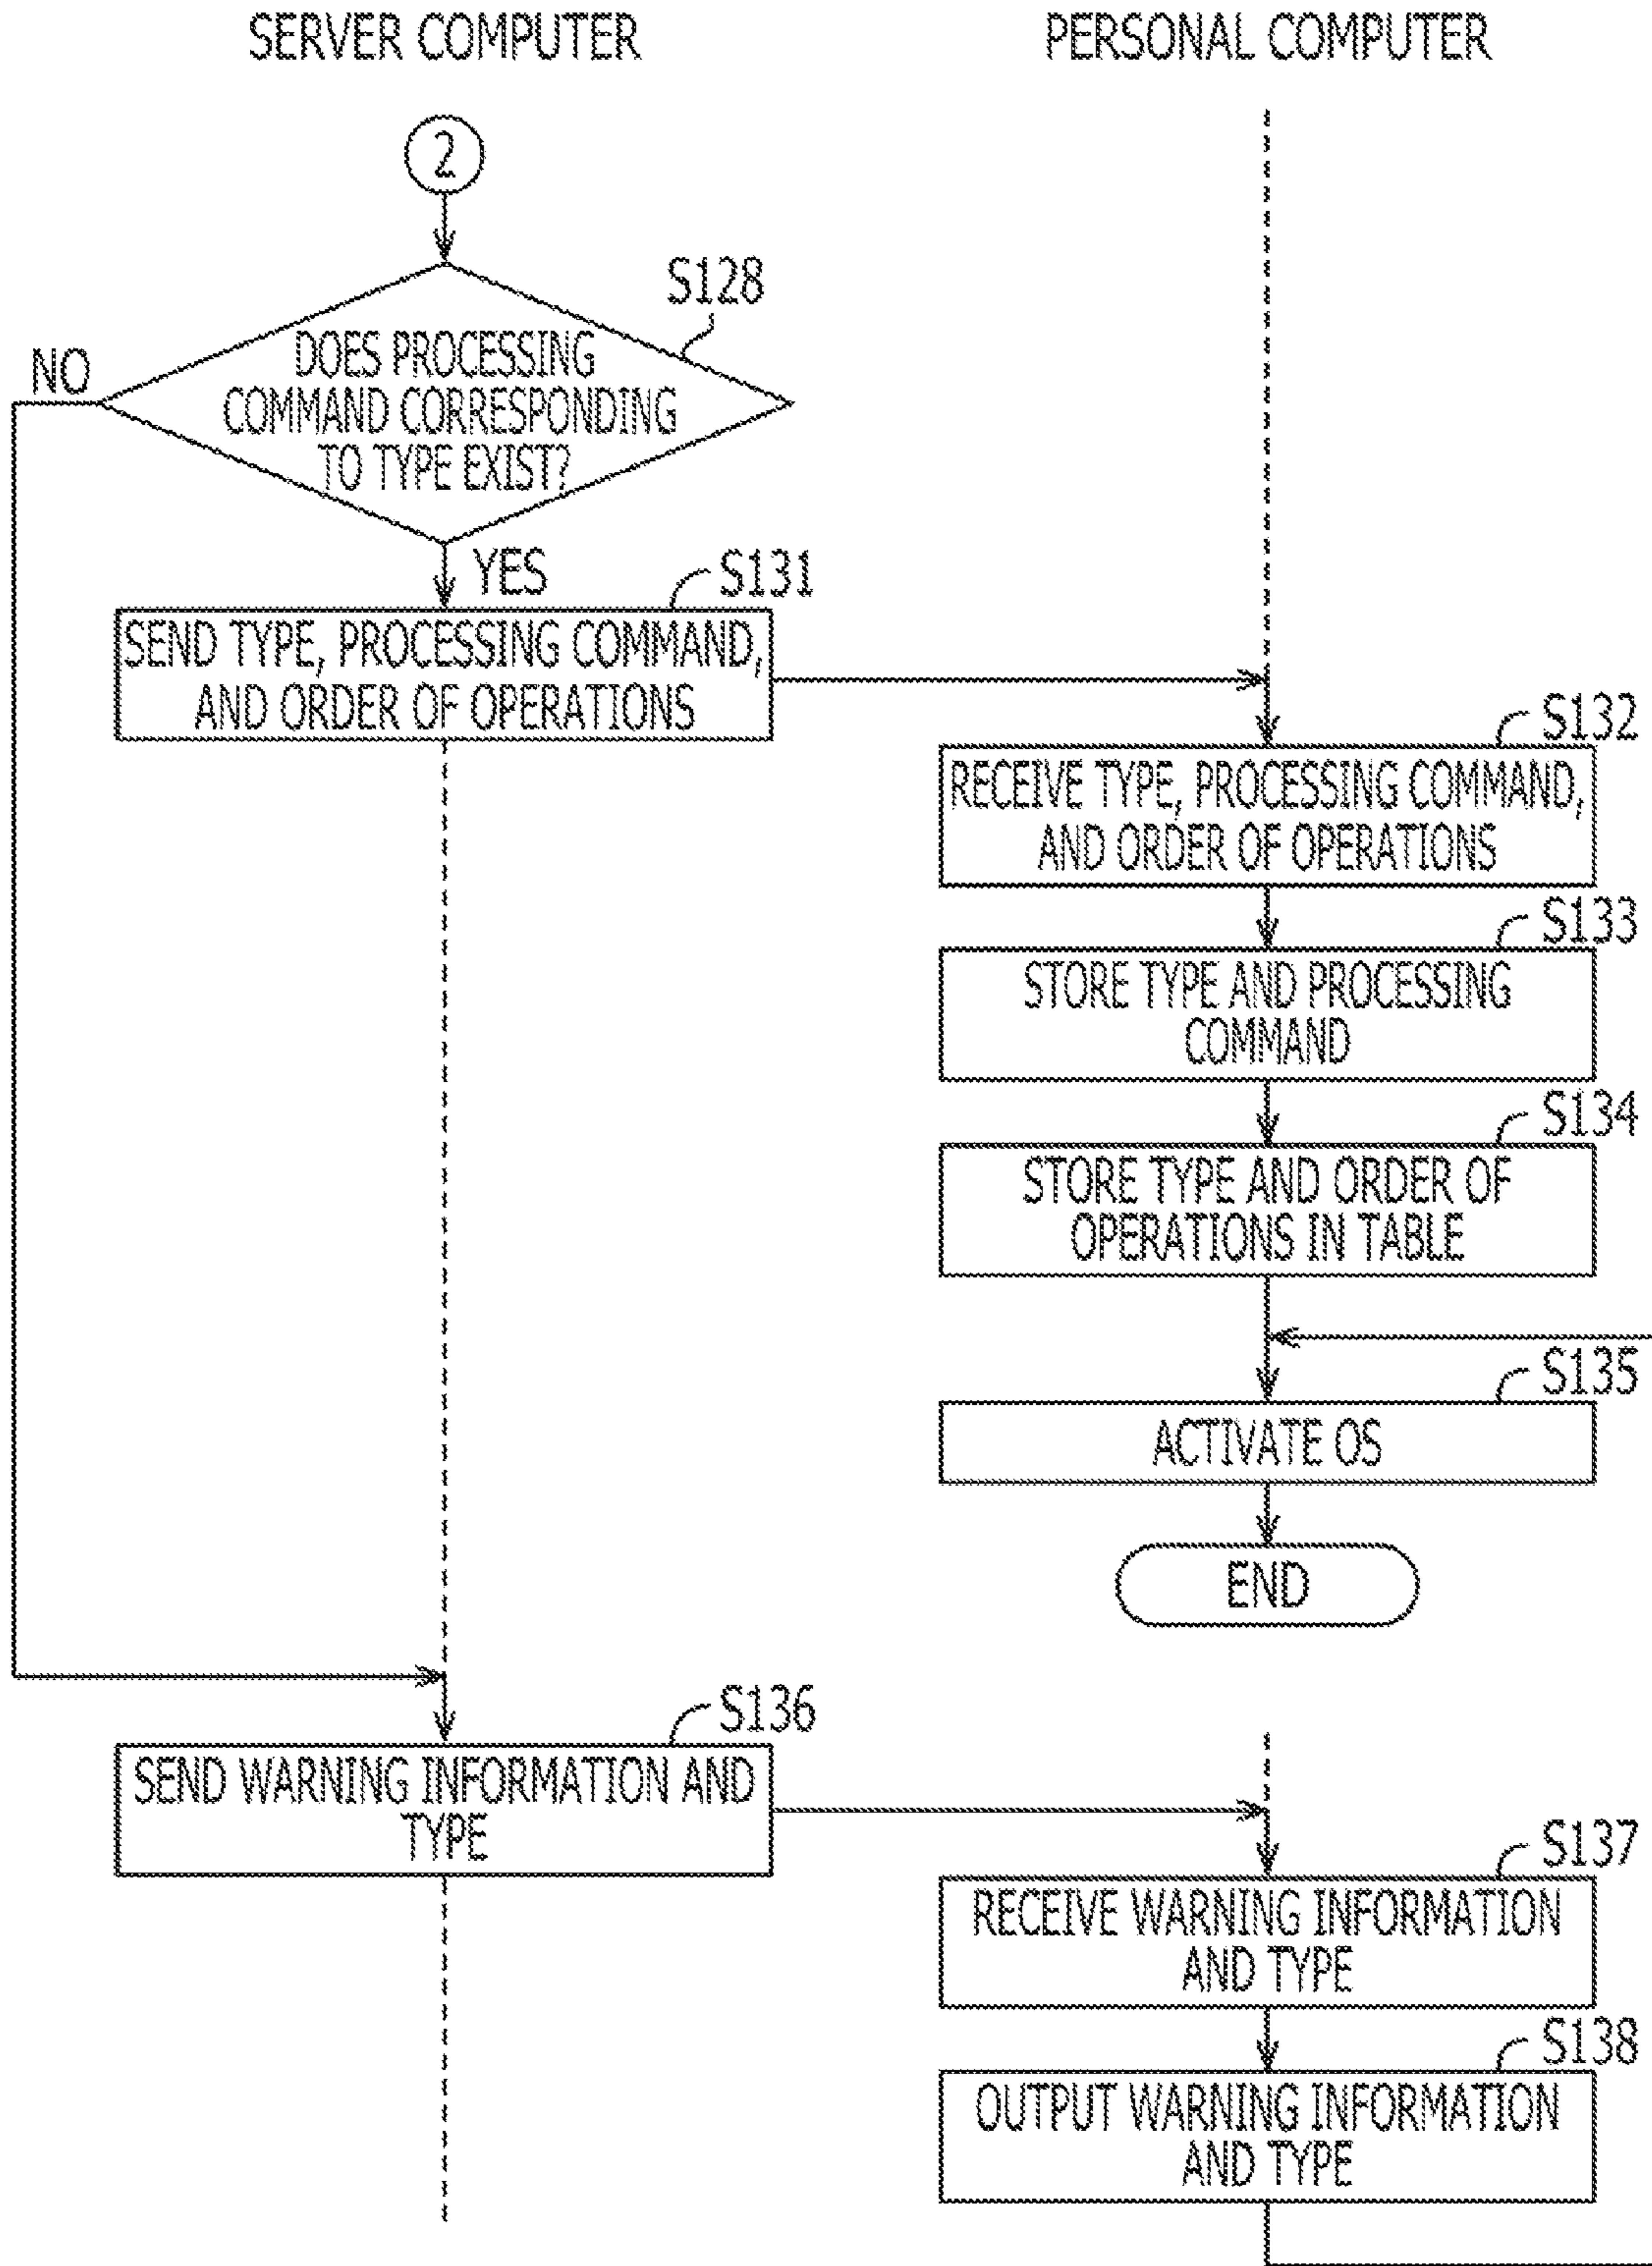 SERVER COMPUTER
PERSONAL COMPUTER
2
S128
DOES PROCESSING
COMMAND CORRESPONDING
TO TYPE EXIST?
NO
YES
S131
SEND TYPE, PROCESSING COMMAND,
AND ORDER OF OPERATIONS
S132
RECEIVE TYPE, PROCESSING COMMAND,
AND ORDER OF OPERATIONS
S133
STORE TYPE AND PROCESSING
COMMAND
S134
STORE TYPE AND ORDER OF
OPERATIONS IN TABLE
S135
ACTIVATE OS
END
S136
SEND WARNING INFORMATION AND
TYPE
S137
RECEIVE WARNING INFORMATION
AND TYPE
S138
OUTPUT WARNING INFORMATION
AND TYPE